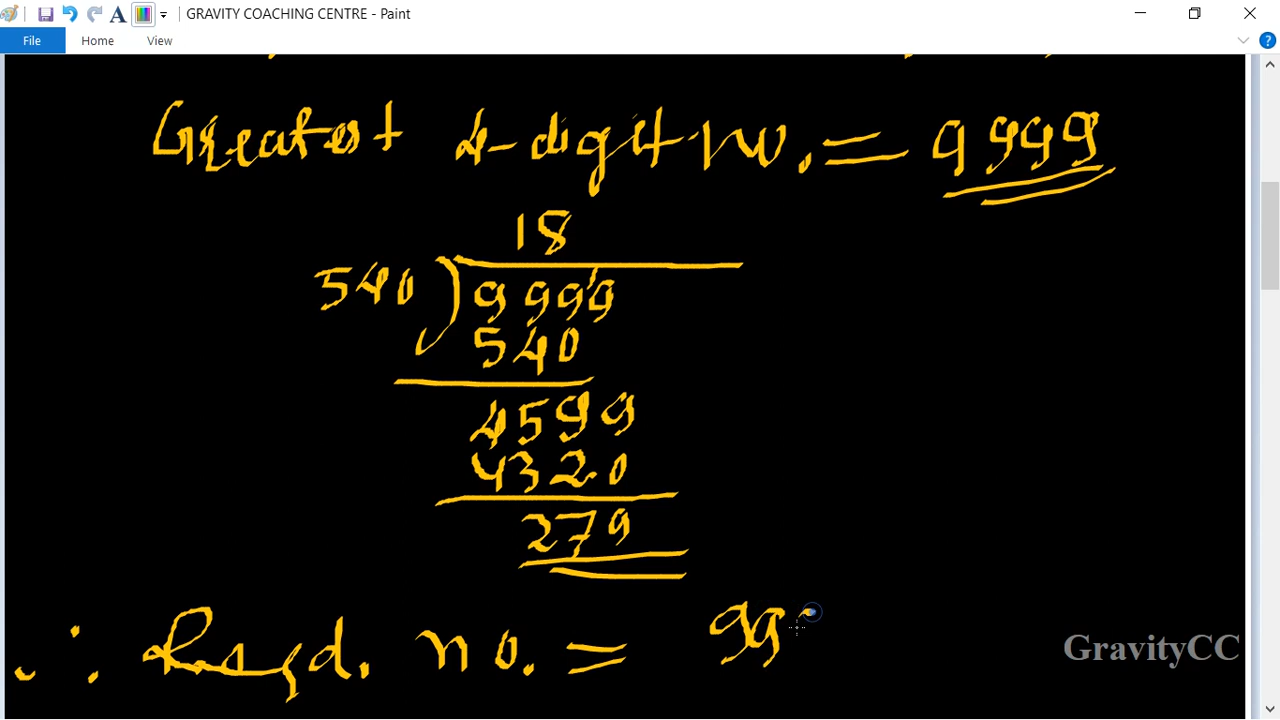 GRAVITY COACHING CENTRE - Paint
File Home View
Greatest 4-digit no. = 9999
18
540 ) 9999
540
4599
4320
279
∴ Reqd. no. = 99
GravityCC